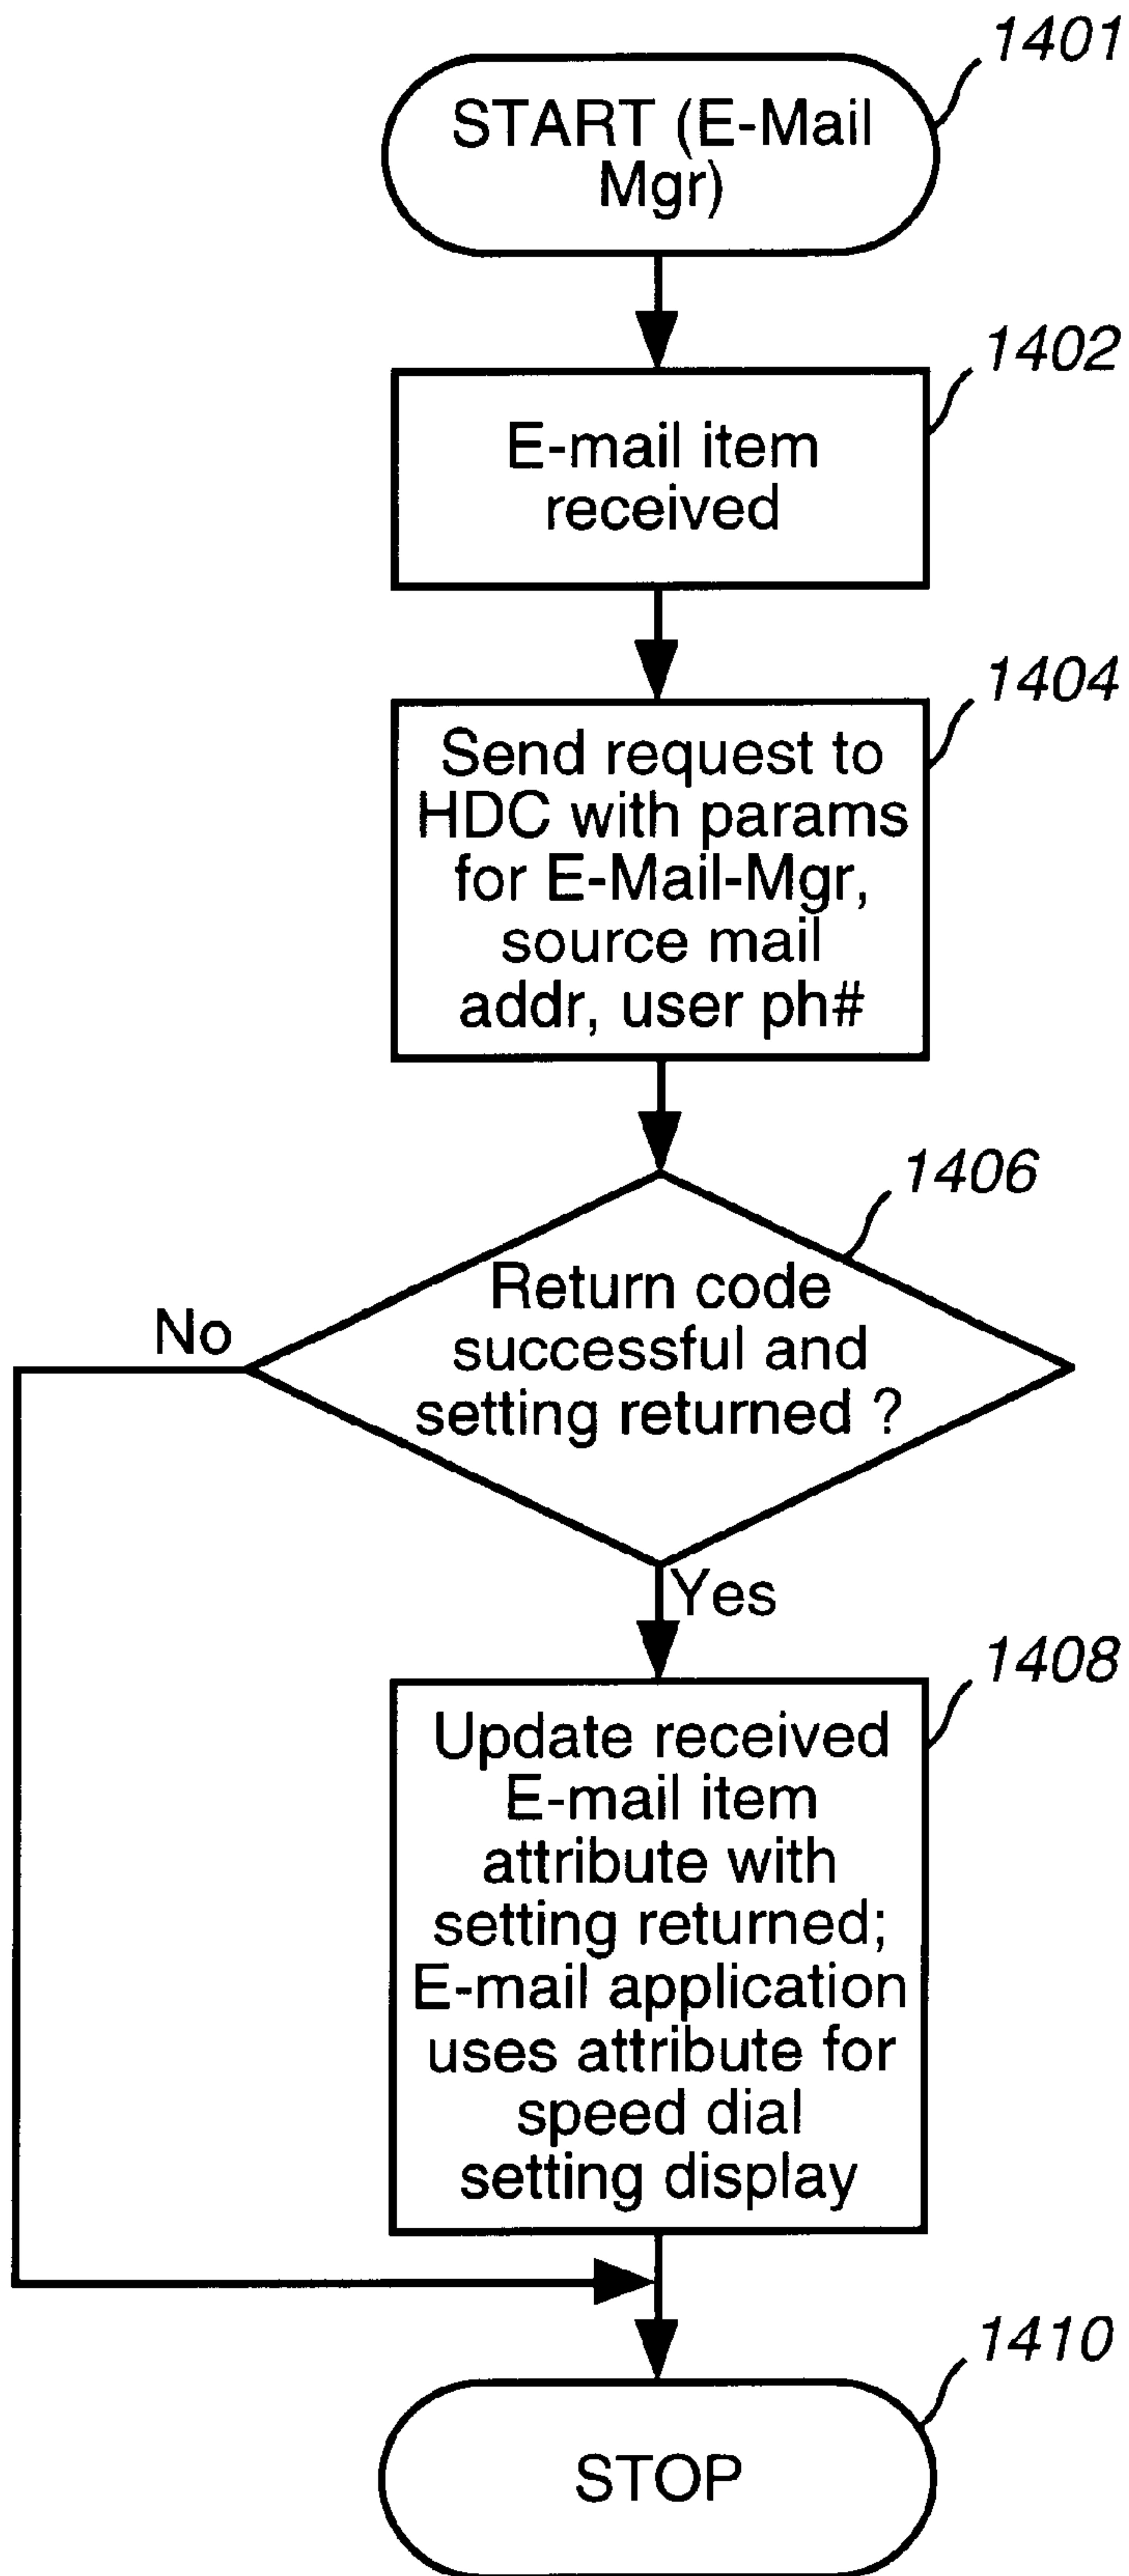 1401
START (E-Mail
Mgr)
1402
E-mail item
received
1404
Send request to
HDC with params
for E-Mail-Mgr,
source mail
addr, user ph#
1406
Return code
successful and
setting returned ?
No
Yes
1408
Update received
E-mail item
attribute with
setting returned;
E-mail application
uses attribute for
speed dial
setting display
1410
STOP